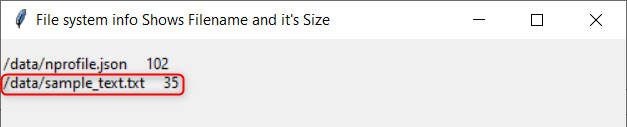 File system info Shows Filename and it's Size
/data/nprofile.json 102
/data/sample_text.txt 35